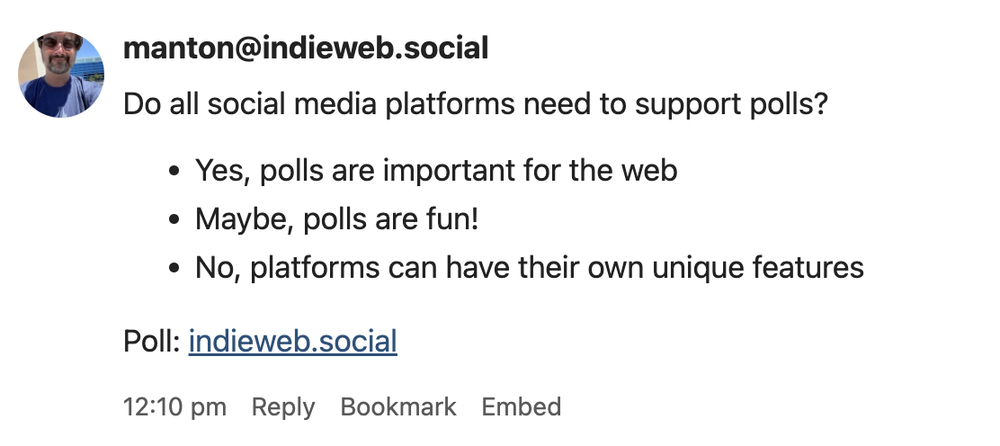 manton@indieweb.social
Do all social media platforms need to support polls?
• Yes, polls are important for the web
• Maybe, polls are fun!
• No, platforms can have their own unique features
Poll: indieweb.social
12:10 pm Reply Bookmark Embed